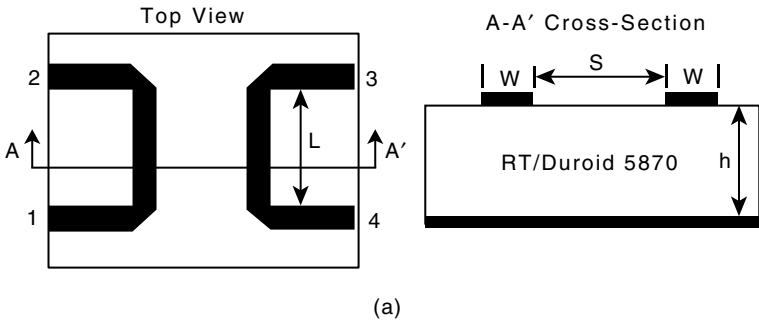 Top View
2
3
A
L
A′
1
4
A-A′ Cross-Section
W
S
W
RT/Duroid 5870
h
(a)